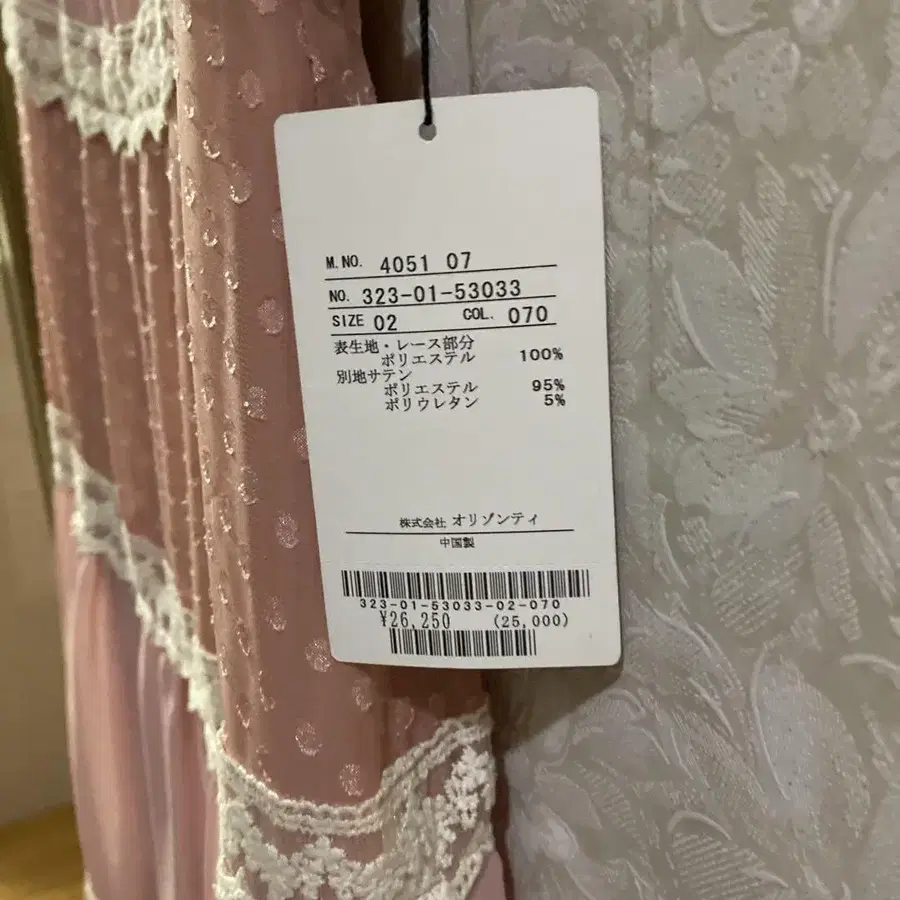 M.NO. 4051 07
NO. 323-01-53033
SIZE 02 COL. 070
表生地・レース部分
ポリエステル 100%
別地サテン
ポリエステル 95%
ポリウレタン 5%
株式会社 オリゾンティ
中国製
323-01-53033-02-070
¥26,250 (25,000)